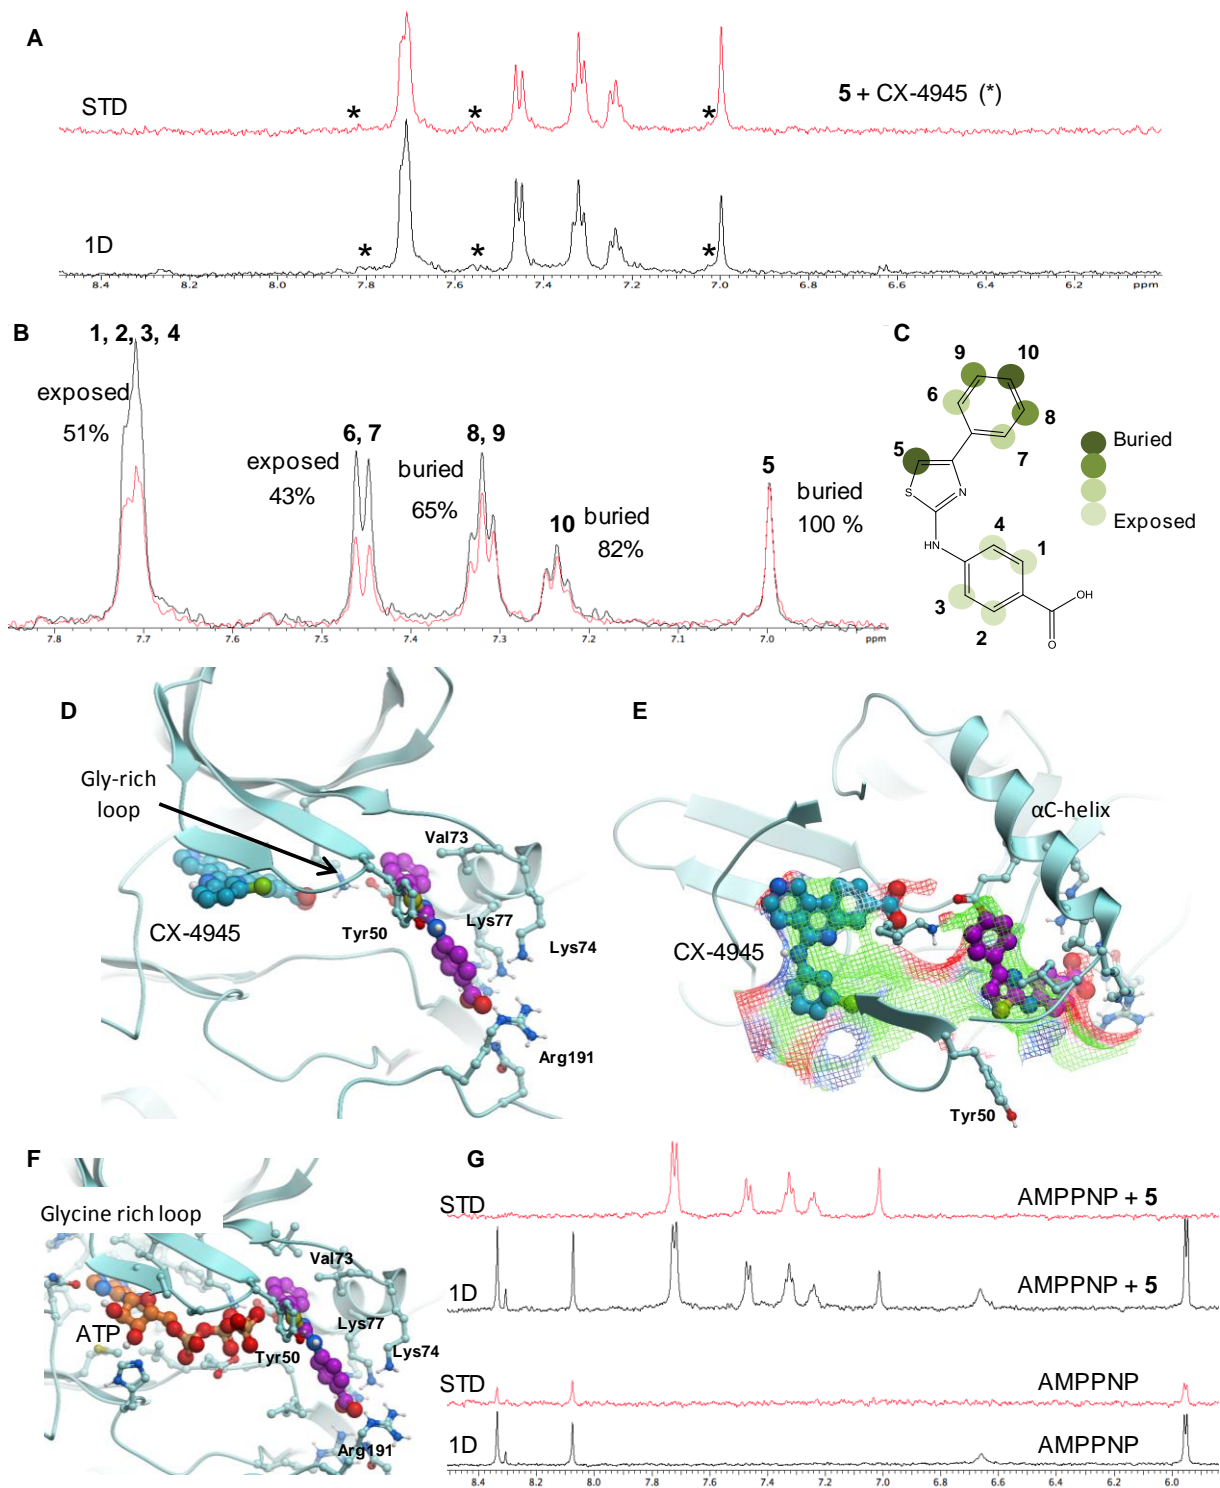 A
STD
5 + CX-4945 (*)
* * *
1D
* * *
8.4 8.2 8.0 7.8 7.6 7.4 7.2 7.0 6.8 6.6 6.4 6.2 ppm
B
1, 2, 3, 4
exposed
51%
6, 7
exposed
43%
8, 9
buried
65%
10
buried
82%
5
buried
100 %
7.8 7.7 7.6 7.5 7.4 7.3 7.2 7.1 7.0 ppm
C
9
10
6
8
7
5
S
N
HN
4
1
3
2
OH
O
Buried
Exposed
D
Gly-rich
loop
Val73
CX-4945
Tyr50
Lys77
Lys74
Arg191
E
αC-helix
CX-4945
Tyr50
F
Glycine rich loop
Val73
ATP
Lys77
Tyr50
Lys74
Arg191
G
STD
AMPPNP + 5
1D
AMPPNP + 5
STD
AMPPNP
1D
AMPPNP
8.4 8.2 8.0 7.8 7.6 7.4 7.2 7.0 6.8 6.6 6.4 6.2 6.0